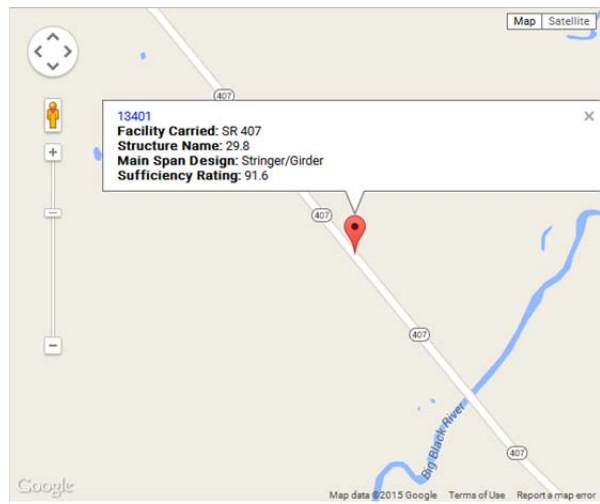 Map Satellite
407
13401
Facility Carried: SR 407
Structure Name: 29.8
Main Span Design: Stringer/Girder
Sufficiency Rating: 91.6
407
407
Big Black River
407
Google
Map data ©2015 Google Terms of Use Report a map error